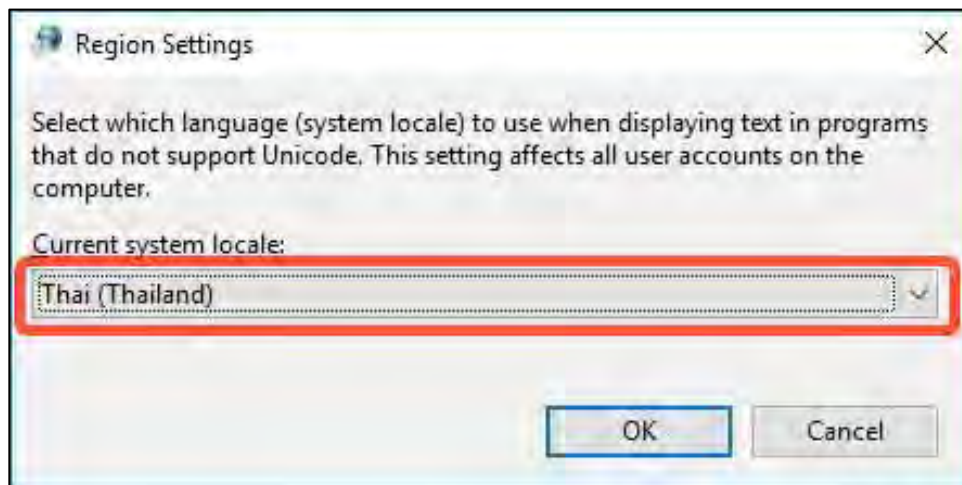 Region Settings
Select which language (system locale) to use when displaying text in programs
that do not support Unicode. This setting affects all user accounts on the
computer.
Current system locale:
Thai (Thailand)
OK
Cancel